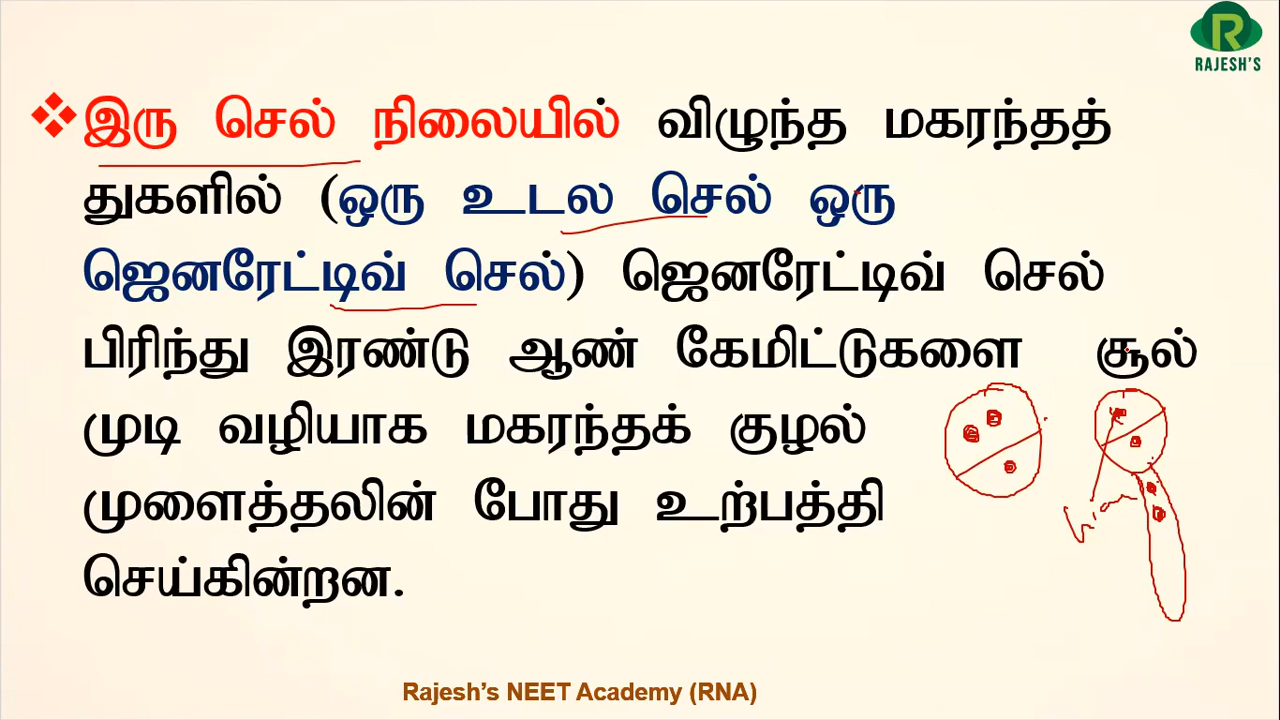 RAJESH'S
❖இரு செல் நிலையில் விழுந்த மகரந்தத்
துகளில் (ஒரு உடல செல் ஒரு
ஜெனரேட்டிவ் செல்) ஜெனரேட்டிவ் செல்
பிரிந்து இரண்டு ஆண் கேமிட்டுகளை சூல்
முடி வழியாக மகரந்தக் குழல்
முளைத்தலின் போது உற்பத்தி
செய்கின்றன.
Rajesh's NEET Academy (RNA)